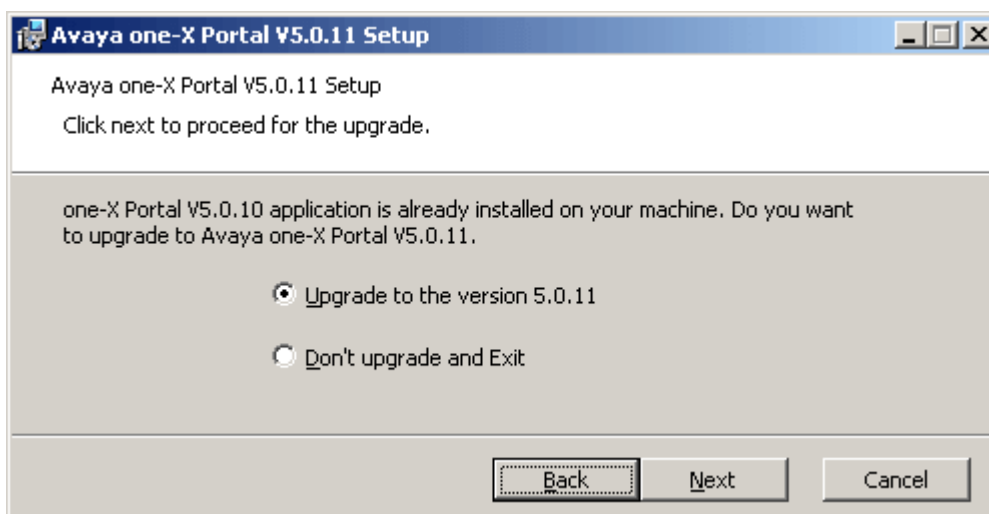 Avaya one-X Portal V5.0.11 Setup
Avaya one-X Portal V5.0.11 Setup
Click next to proceed for the upgrade.
one-X Portal V5.0.10 application is already installed on your machine. Do you want
to upgrade to Avaya one-X Portal V5.0.11.
Upgrade to the version 5.0.11
Don't upgrade and Exit
Back Next Cancel